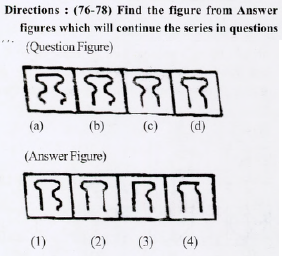 Directions : (76-78) Find the figure from Answer
figures which will continue the series in questions
(Question Figure)
(a) (b) (c) (d)
(Answer Figure)
(1) (2) (3) (4)